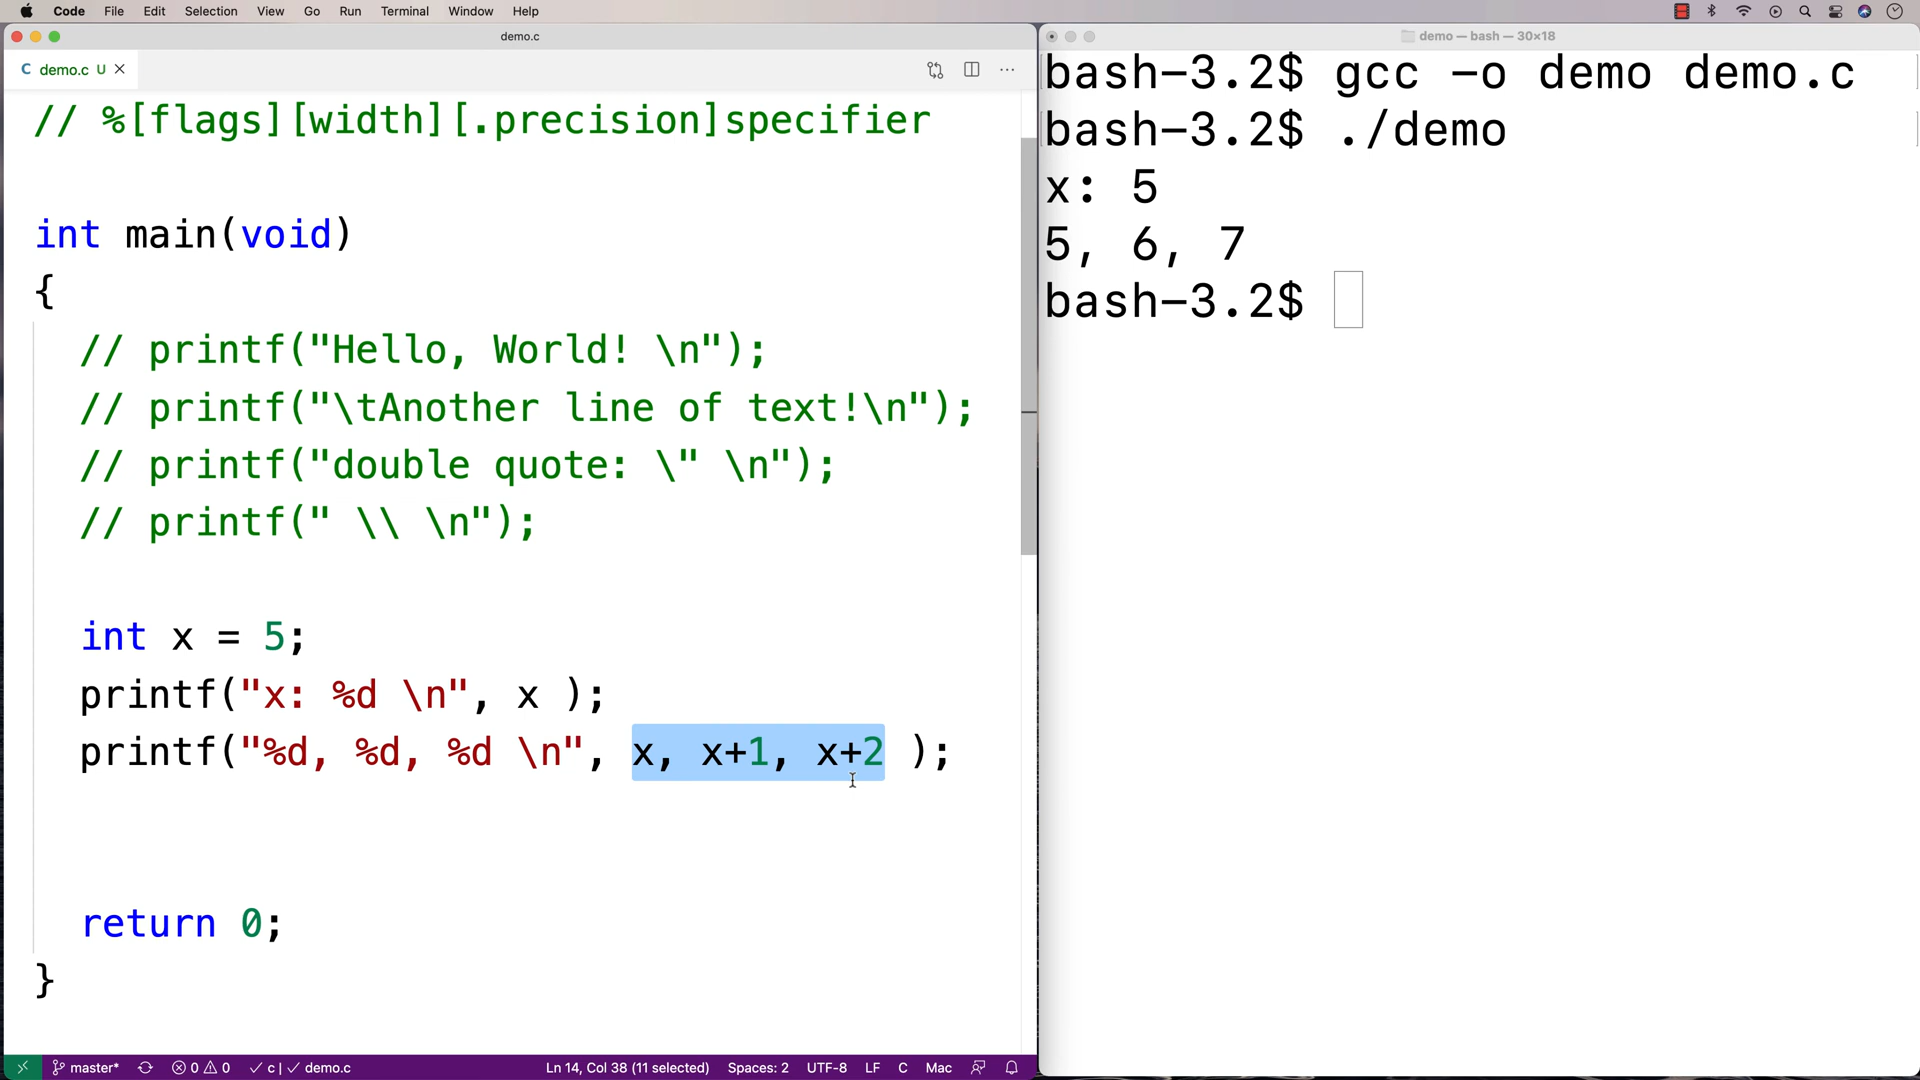 Code File Edit Selection View Go Run Terminal Window Help
demo.c
C demo.c U
// %[flags][width][.precision]specifier
int main(void)
{
// printf("Hello, World! \n");
// printf("\tAnother line of text!\n");
// printf("double quote: \" \n");
// printf(" \\ \n");
int x = 5;
printf("x: %d \n", x );
printf("%d, %d, %d \n", x, x+1, x+2 );
return 0;
}
master* 0 0 c | demo.c Ln 14, Col 38 (11 selected) Spaces: 2 UTF-8 LF C Mac
demo — bash — 30×18
bash-3.2$ gcc -o demo demo.c
bash-3.2$ ./demo
x: 5
5, 6, 7
bash-3.2$